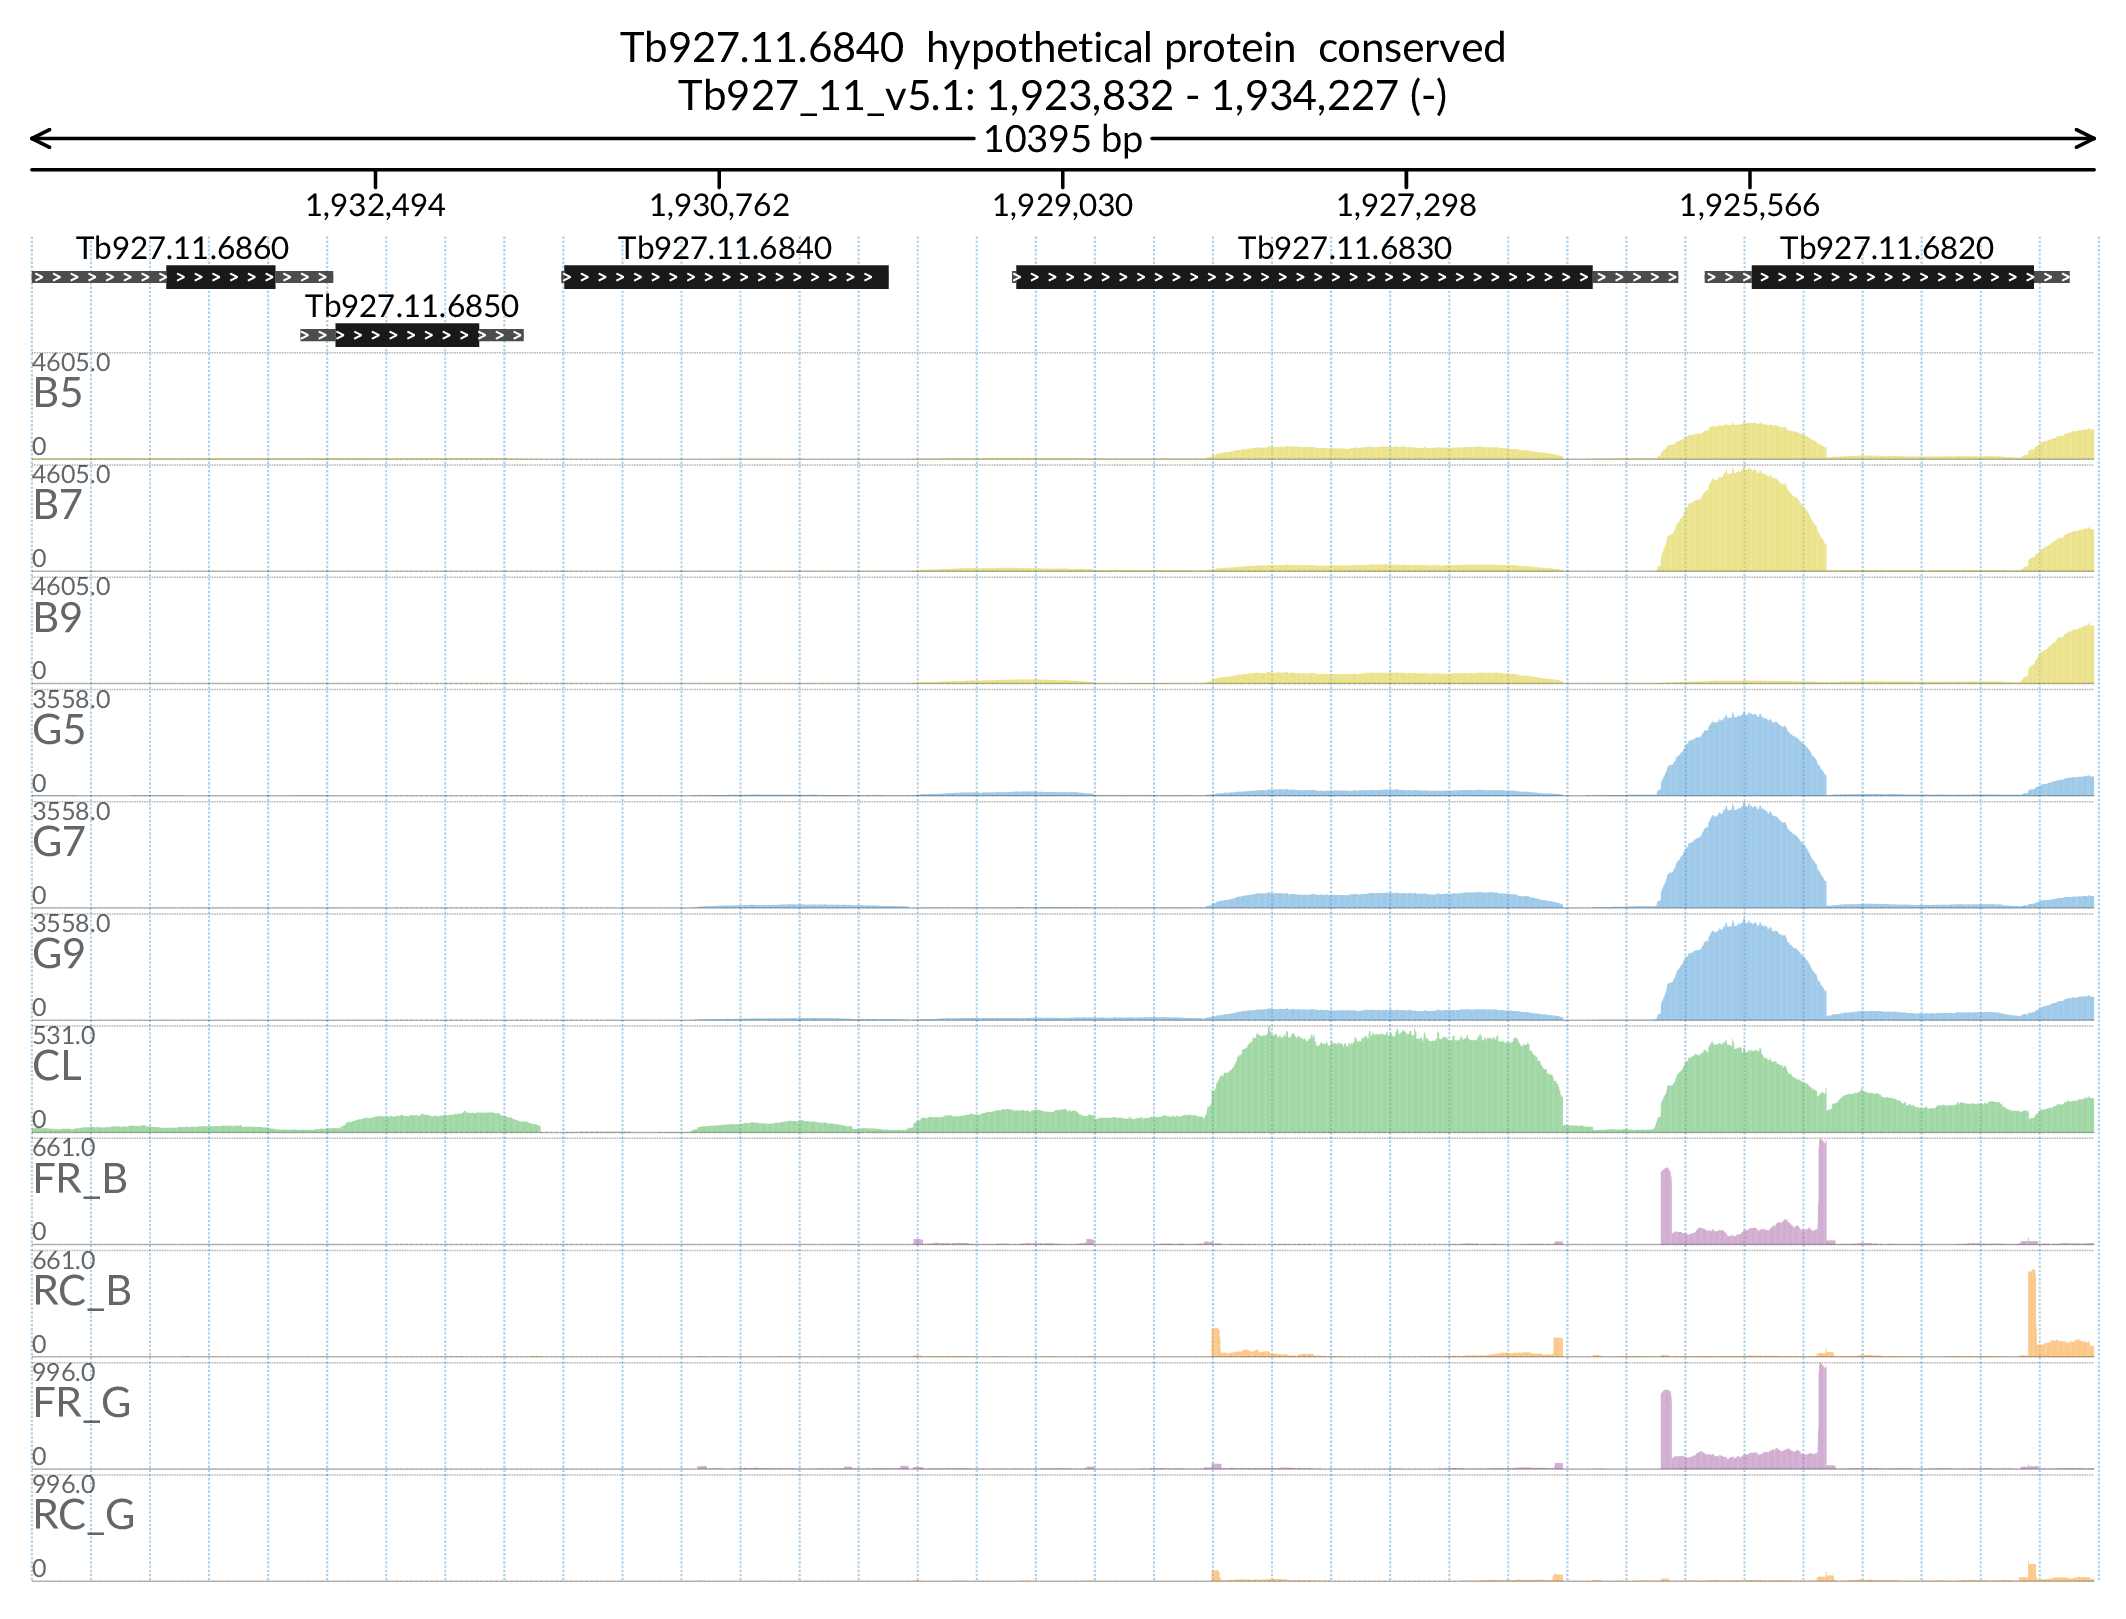 Tb927.11.6840  hypothetical protein  conserved
Tb927_11_v5.1: 1,923,832 - 1,934,227 (-)
10395 bp
1,932,494 1,930,762 1,929,030 1,927,298 1,925,566
Tb927.11.6860 Tb927.11.6840 Tb927.11.6830 Tb927.11.6820
Tb927.11.6850
4605.0
B5
0
4605.0
B7
0
4605.0
B9
0
3558.0
G5
0
3558.0
G7
0
3558.0
G9
0
531.0
CL
0
661.0
FR_B
0
661.0
RC_B
0
996.0
FR_G
0
996.0
RC_G
0